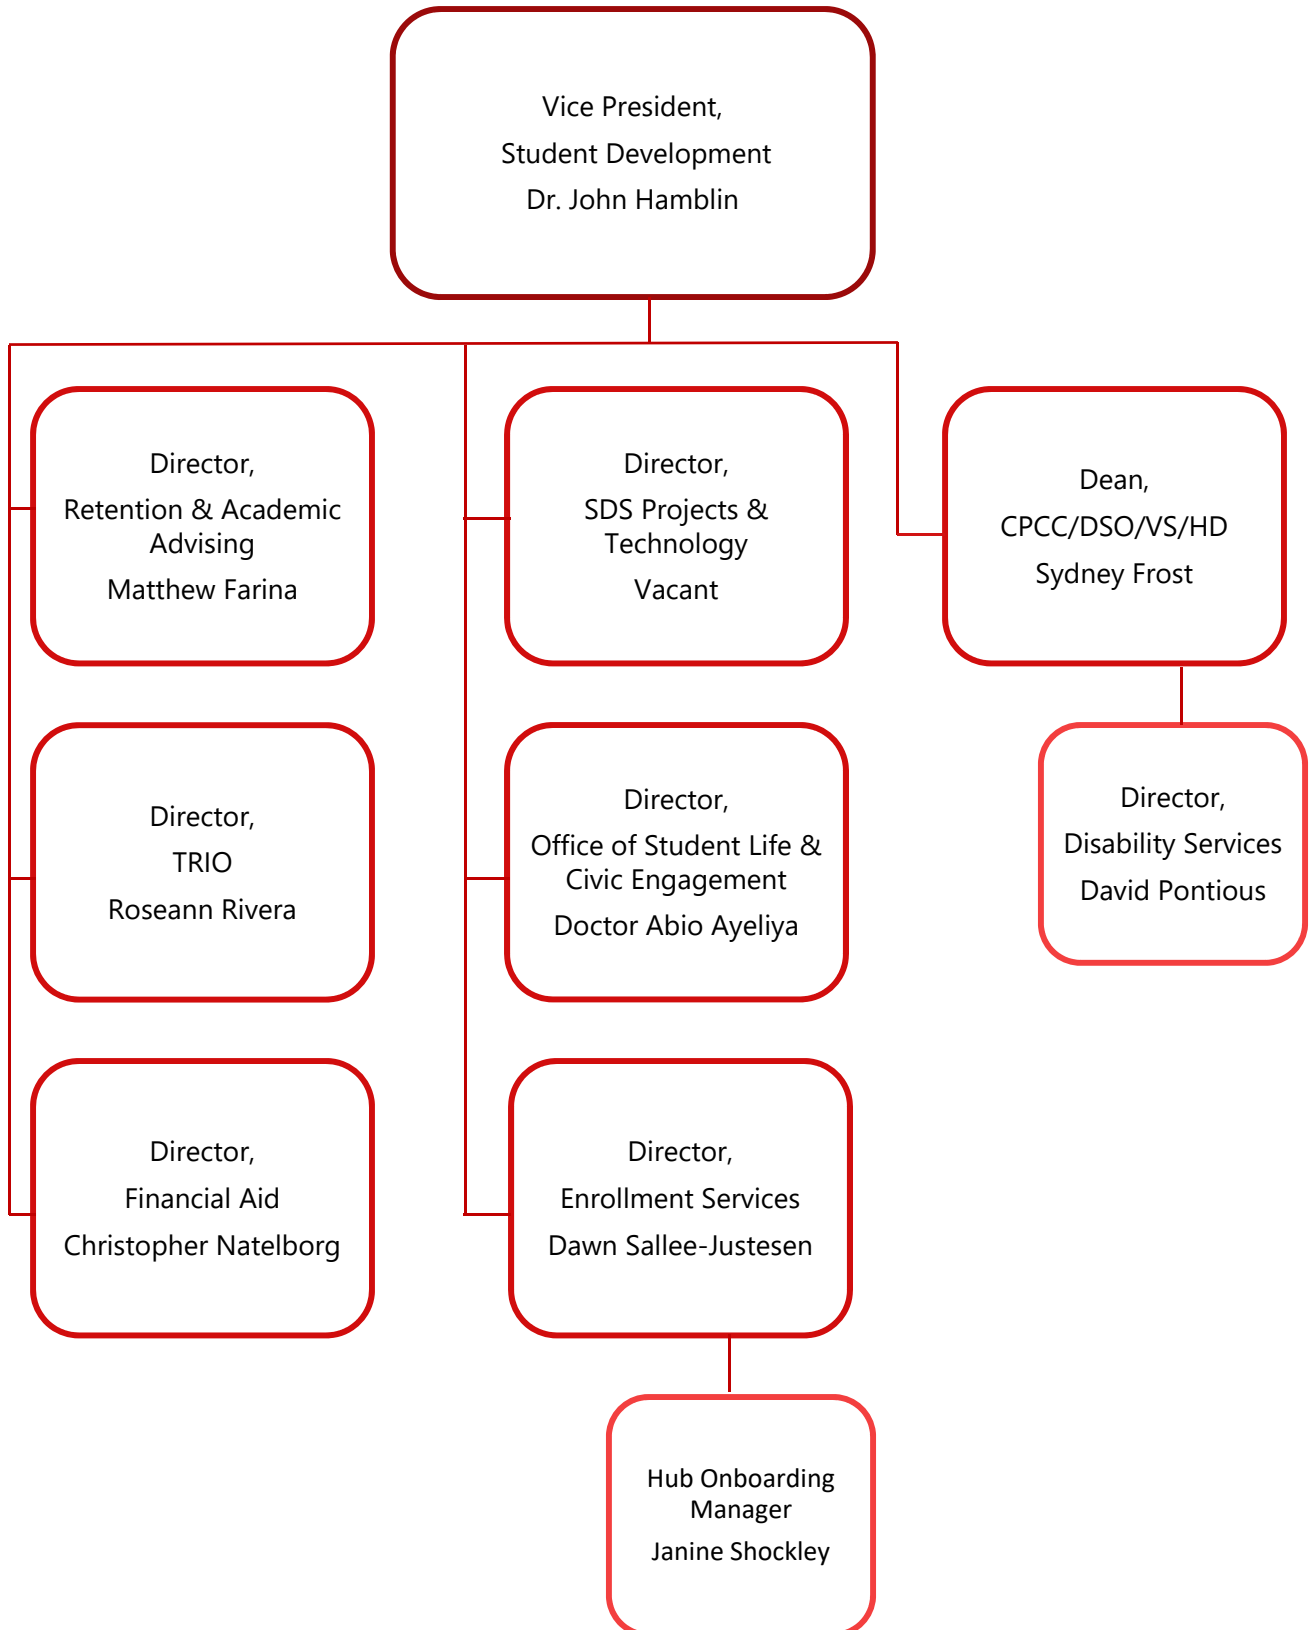 Vice President,
Student Development
Dr. John Hamblin
Director,
Retention & Academic
Advising
Matthew Farina
Director,
SDS Projects &
Technology
Vacant
Dean,
CPCC/DSO/VS/HD
Sydney Frost
Director,
TRIO
Roseann Rivera
Director,
Office of Student Life &
Civic Engagement
Doctor Abio Ayeliya
Director,
Disability Services
David Pontious
Director,
Financial Aid
Christopher Natelborg
Director,
Enrollment Services
Dawn Sallee-Justesen
Hub Onboarding
Manager
Janine Shockley